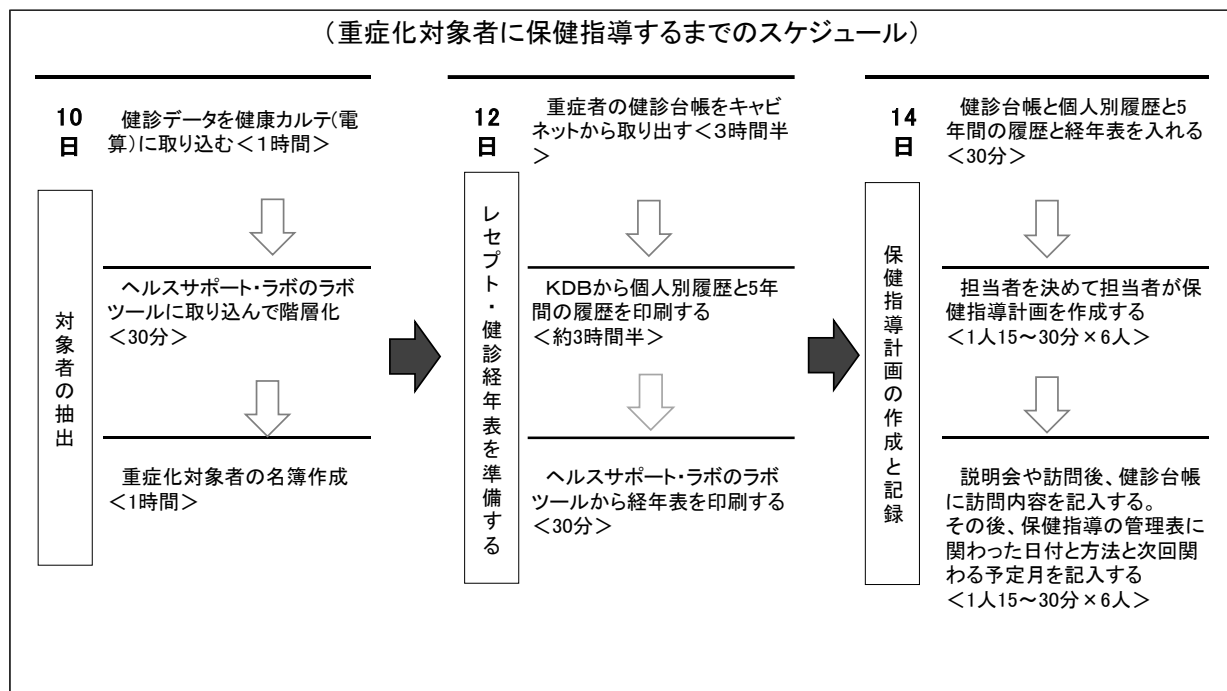 (重症化対象者に保健指導するまでのスケジュール)
10
日
健診データを健康カルテ(電
算)に取り込む<1時間>
対象者の抽出
ヘルスサポート・ラボのラボ
ツールに取り込んで階層化
<30分>
重症化対象者の名簿作成
<1時間>
12
日
重症者の健診台帳をキャビ
ネットから取り出す<3時間半
>
レセプト・健診経年表を準備する
KDBから個人別履歴と5年
間の履歴を印刷する
<約3時間半>
ヘルスサポート・ラボのラボ
ツールから経年表を印刷する
<30分>
14
日
健診台帳と個人別履歴と5
年間の履歴と経年表を入れる
<30分>
保健指導計画の作成と記録
担当者を決めて担当者が保
健指導計画を作成する
<1人15~30分×6人>
説明会や訪問後、健診台帳
に訪問内容を記入する。
その後、保健指導の管理表に
関わった日付と方法と次回関
わる予定月を記入する
<1人15~30分×6人>